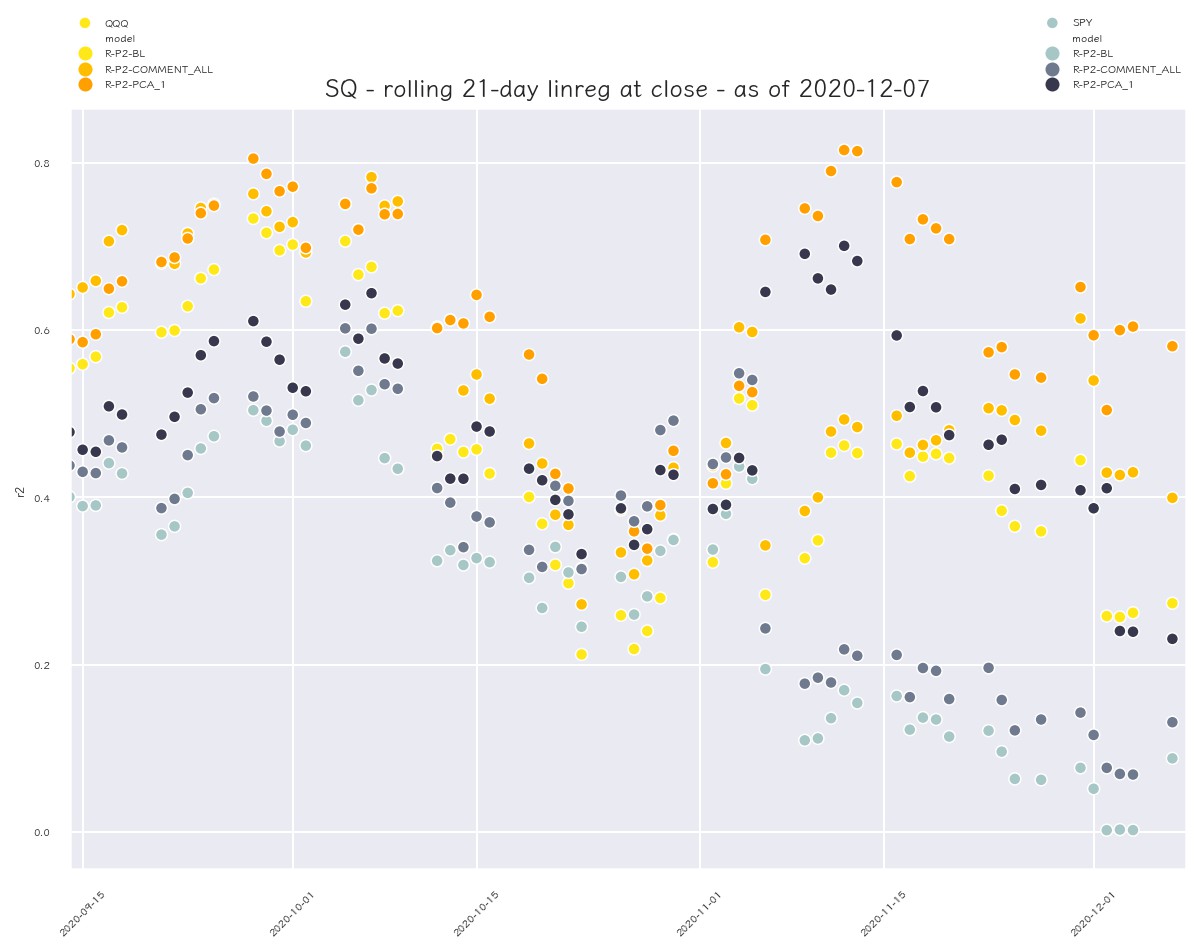 QQQ
model
R-P2-BL
R-P2-COMMENT_ALL
R-P2-PCA_1
SPY
model
R-P2-BL
R-P2-COMMENT_ALL
R-P2-PCA_1
SQ - rolling 21-day linreg at close - as of 2020-12-07
0.8
0.6
0.4
0.2
0.0
r2
2020-09-15
2020-10-01
2020-10-15
2020-11-01
2020-11-15
2020-12-01